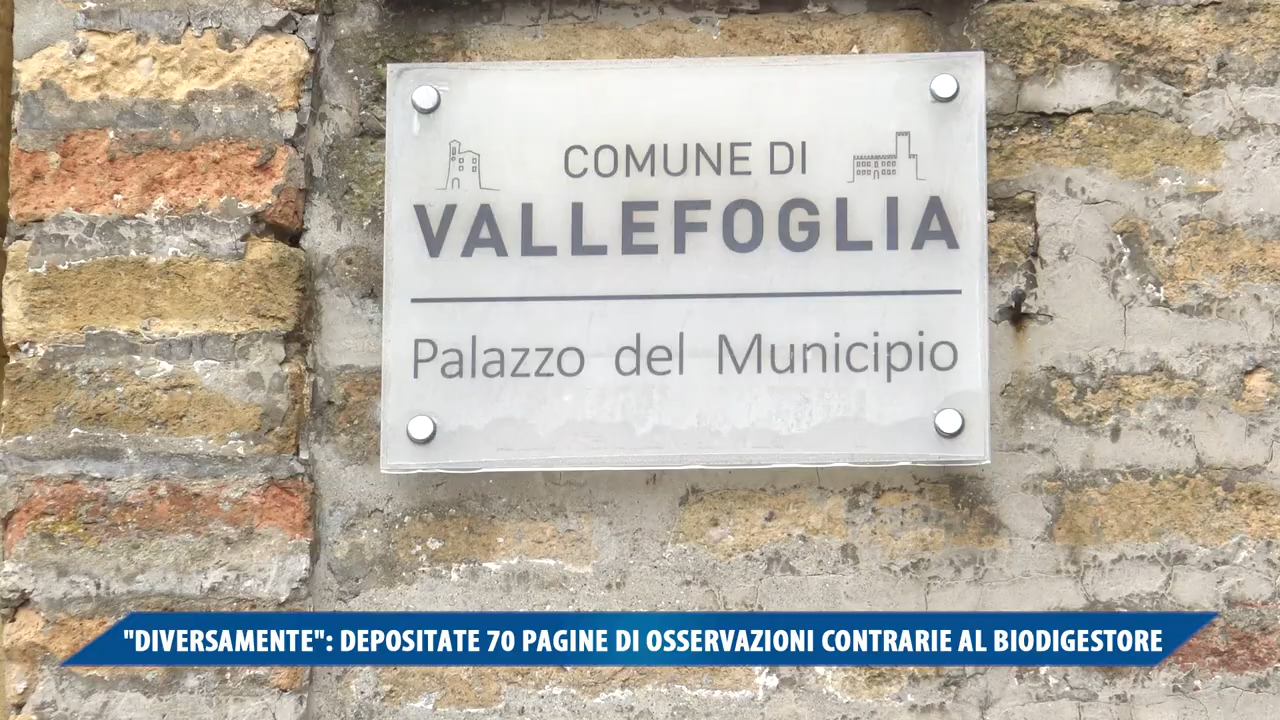 COMUNE DI
VALLEFOGLIA
Palazzo del Municipio
"DIVERSAMENTE": DEPOSITATE 70 PAGINE DI OSSERVAZIONI CONTRARIE AL BIODIGESTORE